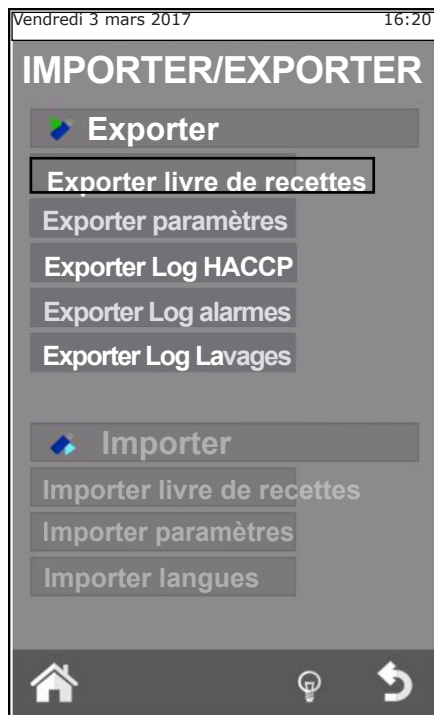 Vendredi 3 mars 2017 16:20
IMPORTER/EXPORTER
Exporter
Exporter livre de recettes
Exporter paramètres
Exporter Log HACCP
Exporter Log alarmes
Exporter Log Lavages
Importer
Importer livre de recettes
Importer paramètres
Importer langues